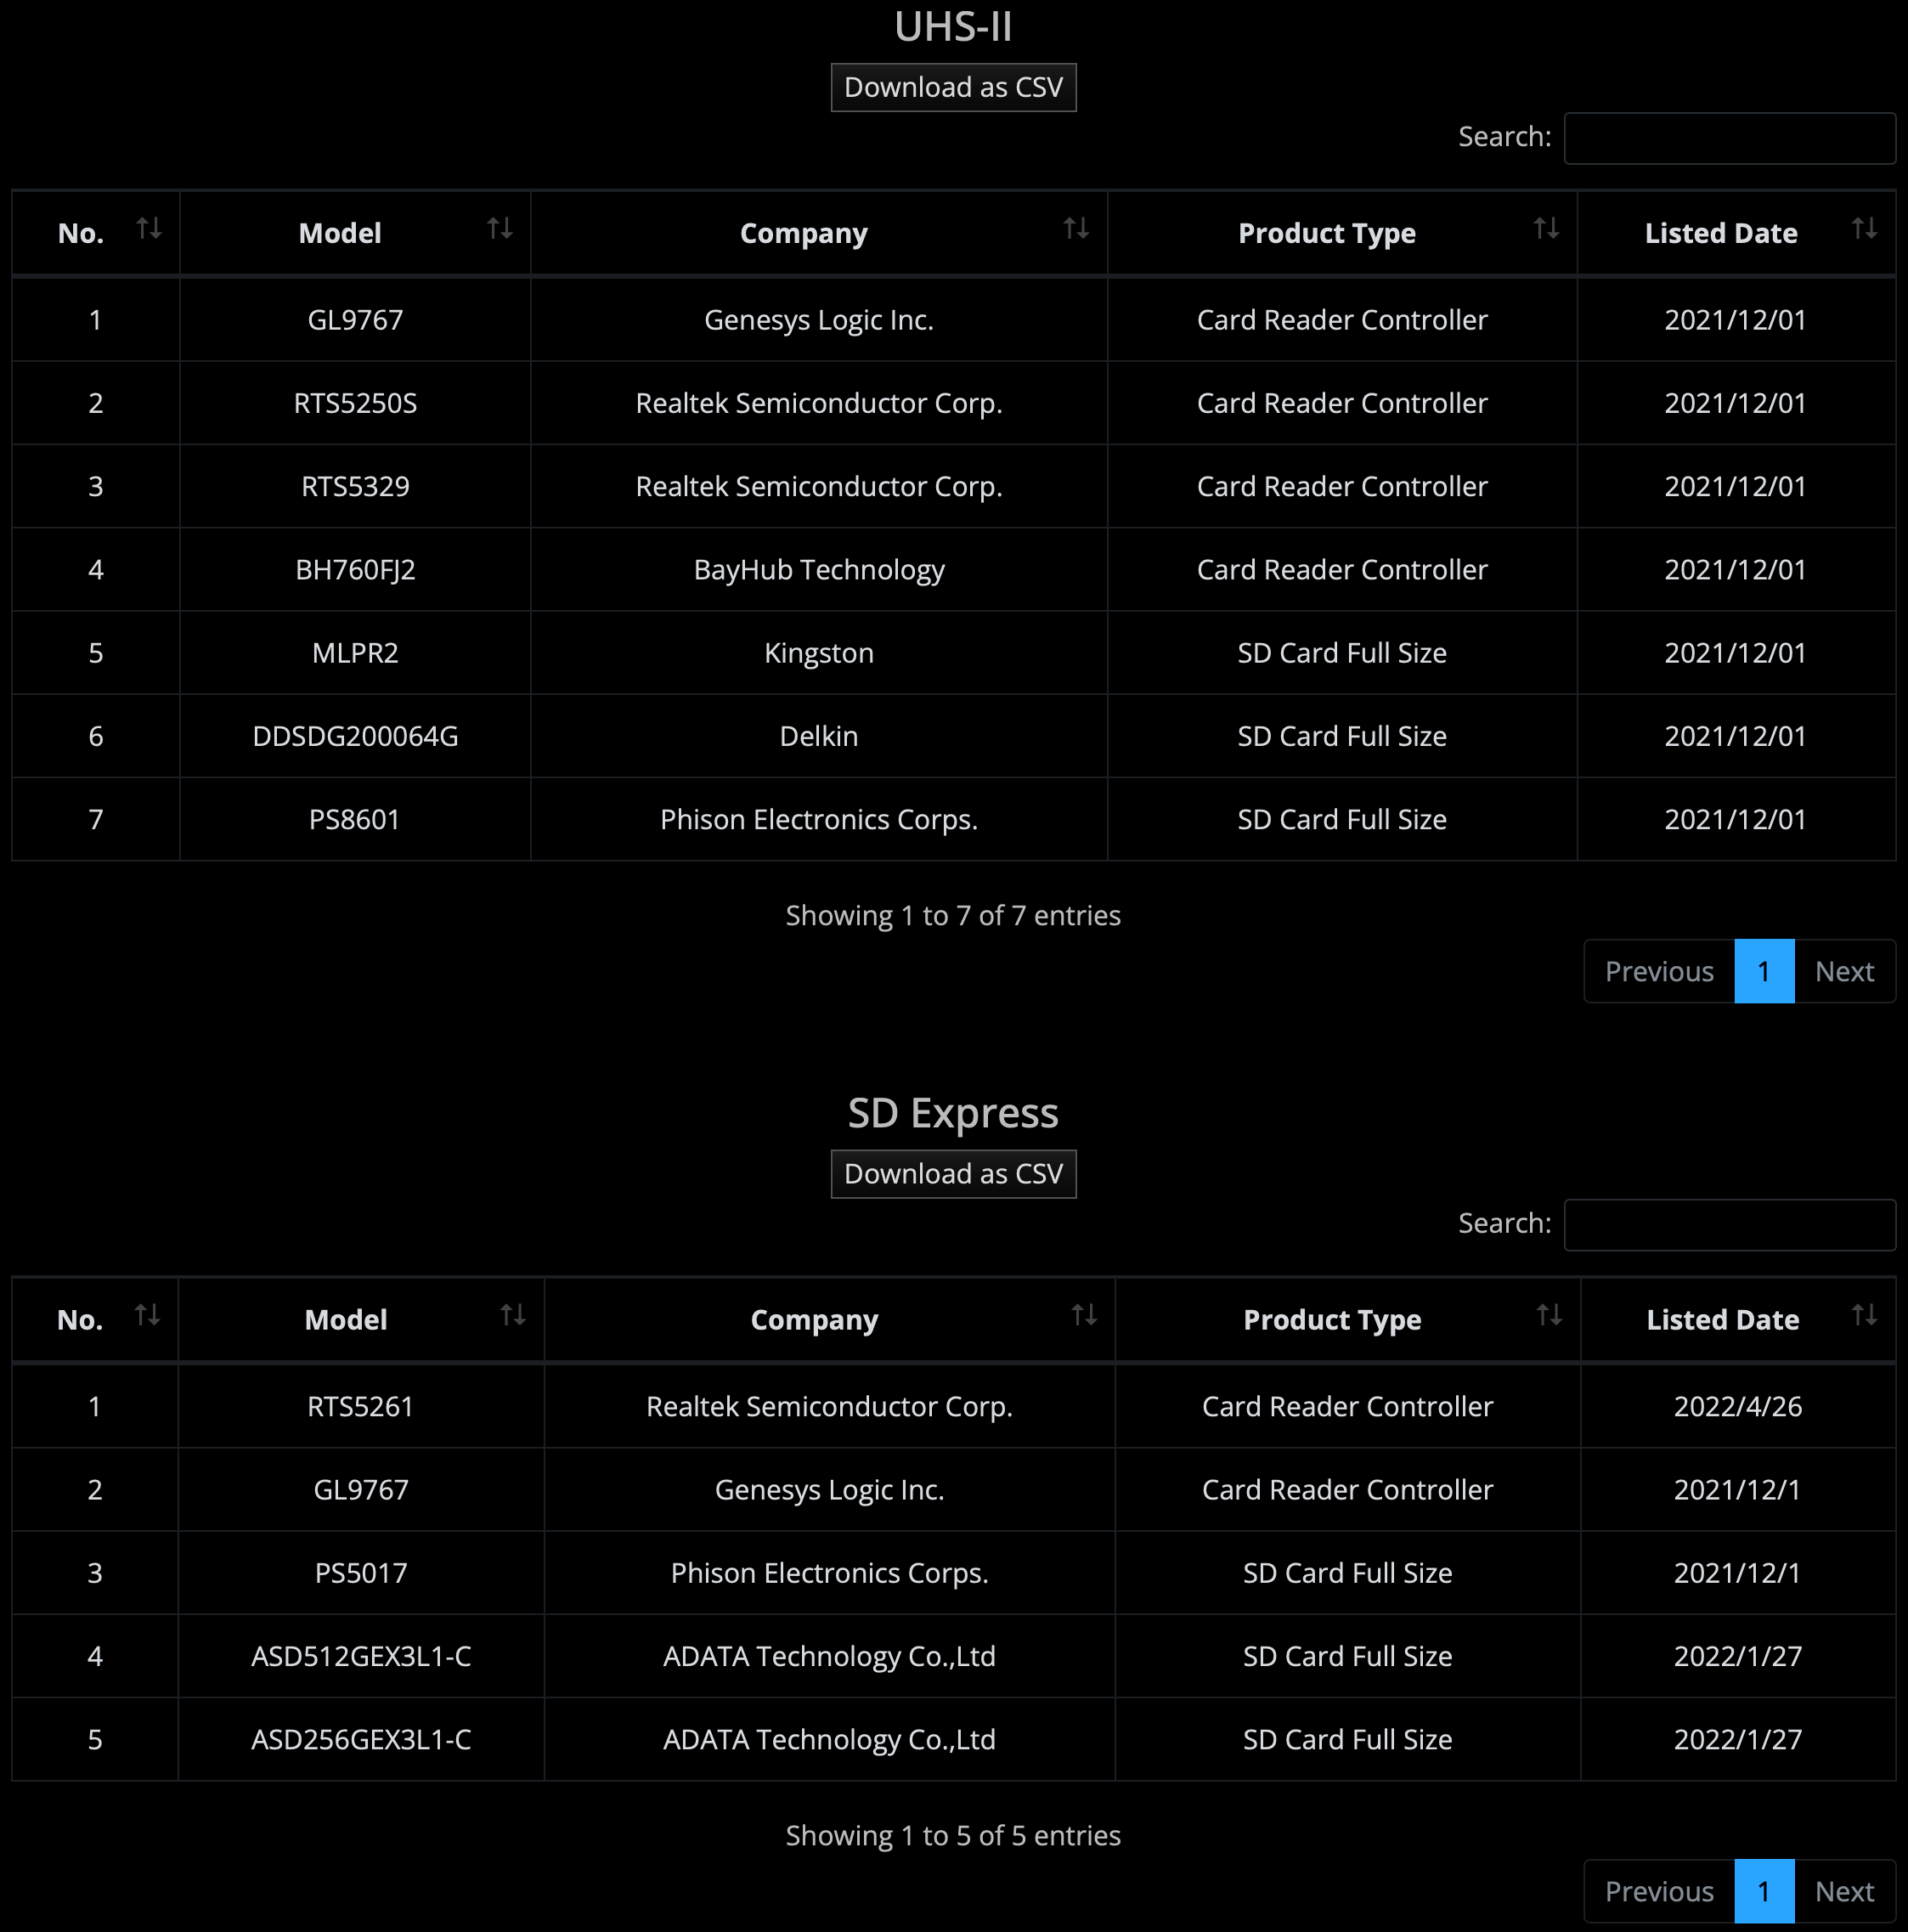 UHS-II
Download as CSV
Search:
No. Model Company Product Type Listed Date
1 GL9767 Genesys Logic Inc. Card Reader Controller 2021/12/01
2 RTS5250S Realtek Semiconductor Corp. Card Reader Controller 2021/12/01
3 RTS5329 Realtek Semiconductor Corp. Card Reader Controller 2021/12/01
4 BH760FJ2 BayHub Technology Card Reader Controller 2021/12/01
5 MLPR2 Kingston SD Card Full Size 2021/12/01
6 DDSDG200064G Delkin SD Card Full Size 2021/12/01
7 PS8601 Phison Electronics Corps. SD Card Full Size 2021/12/01
Showing 1 to 7 of 7 entries
Previous 1 Next
SD Express
Download as CSV
Search:
No. Model Company Product Type Listed Date
1 RTS5261 Realtek Semiconductor Corp. Card Reader Controller 2022/4/26
2 GL9767 Genesys Logic Inc. Card Reader Controller 2021/12/1
3 PS5017 Phison Electronics Corps. SD Card Full Size 2021/12/1
4 ASD512GEX3L1-C ADATA Technology Co.,Ltd SD Card Full Size 2022/1/27
5 ASD256GEX3L1-C ADATA Technology Co.,Ltd SD Card Full Size 2022/1/27
Showing 1 to 5 of 5 entries
Previous 1 Next